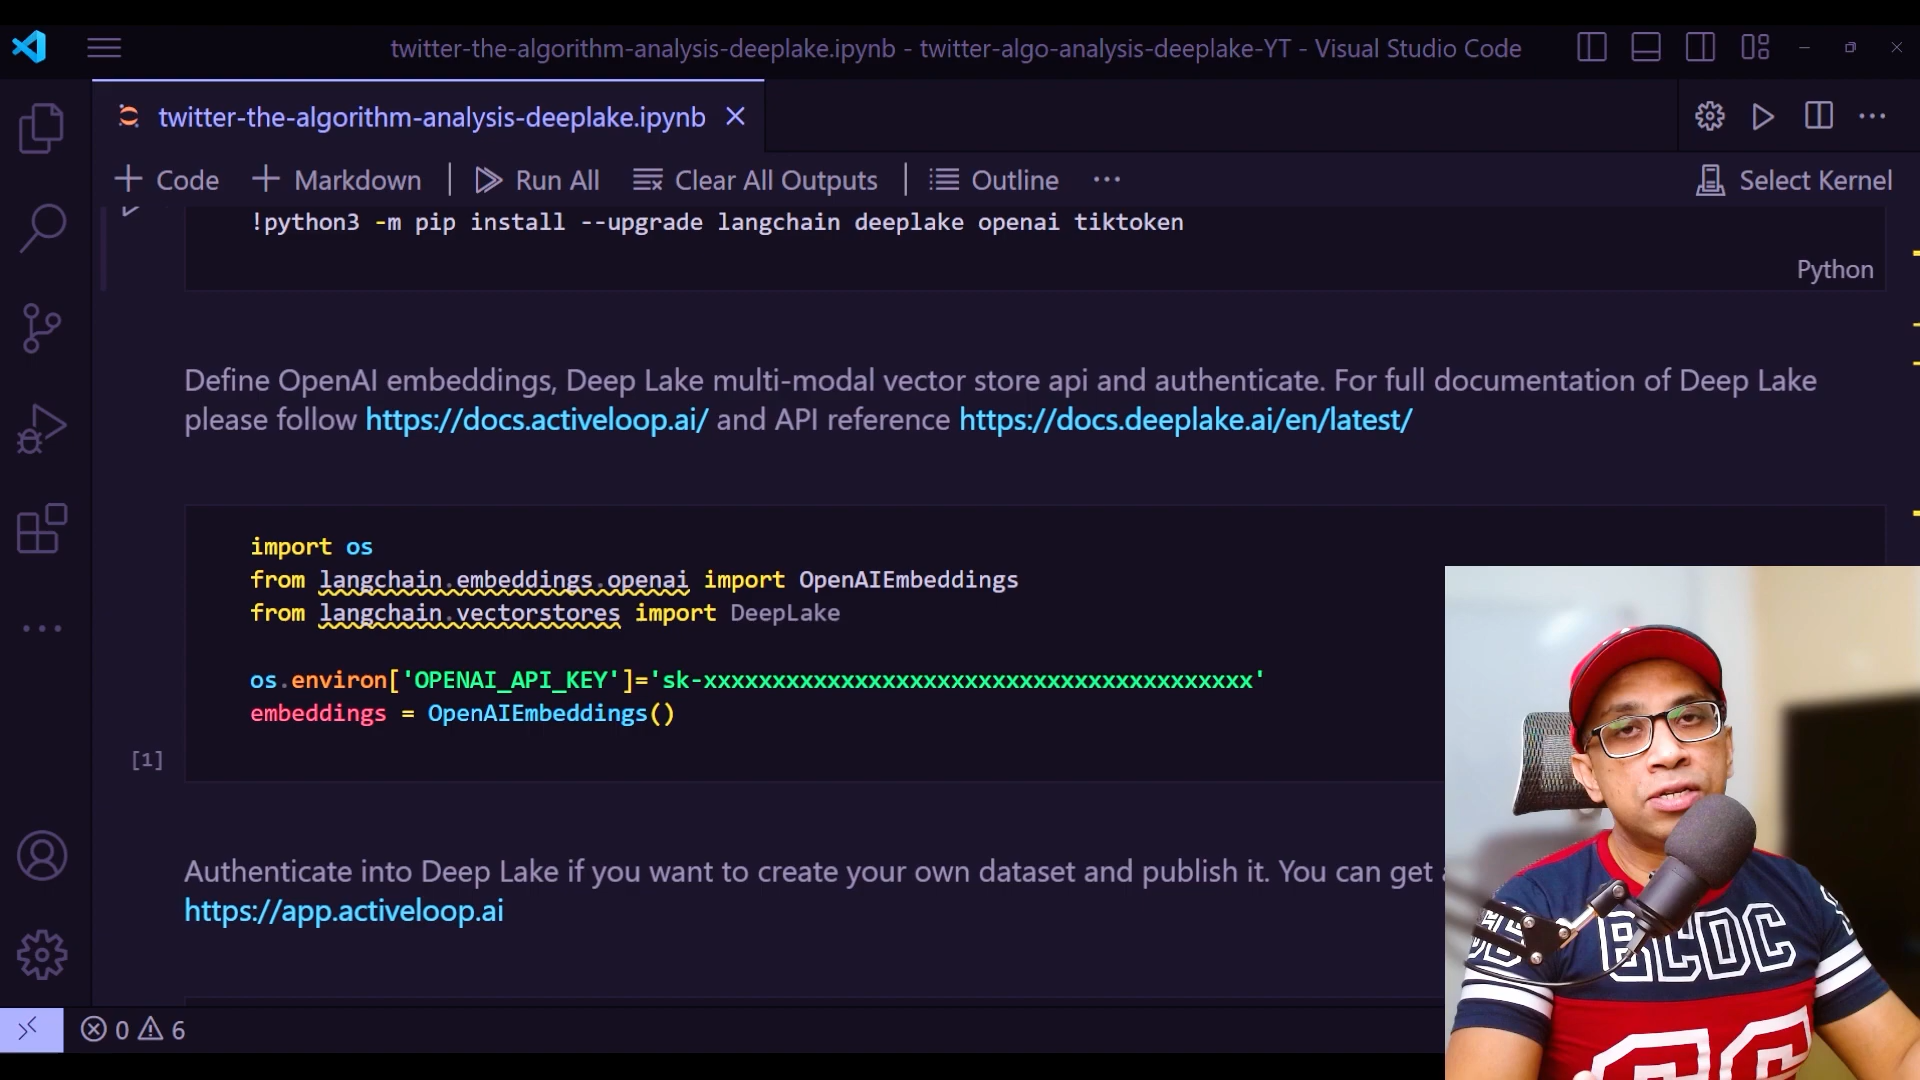 twitter-the-algorithm-analysis-deeplake.ipynb - twitter-algo-analysis-deeplake-YT - Visual Studio Code
twitter-the-algorithm-analysis-deeplake.ipynb
Code Markdown Run All Clear All Outputs Outline ··· Select Kernel
!python3 -m pip install --upgrade langchain deeplake openai tiktoken
Python
Define OpenAI embeddings, Deep Lake multi-modal vector store api and authenticate. For full documentation of Deep Lake
please follow https://docs.activeloop.ai/ and API reference https://docs.deeplake.ai/en/latest/
import os
from langchain.embeddings.openai import OpenAIEmbeddings
from langchain.vectorstores import DeepLake
os.environ['OPENAI_API_KEY']='sk-xxxxxxxxxxxxxxxxxxxxxxxxxxxxxxxxxxxxxxxx'
embeddings = OpenAIEmbeddings()
[1]
Authenticate into Deep Lake if you want to create your own dataset and publish it. You can get
https://app.activeloop.ai
0 6
BCDC